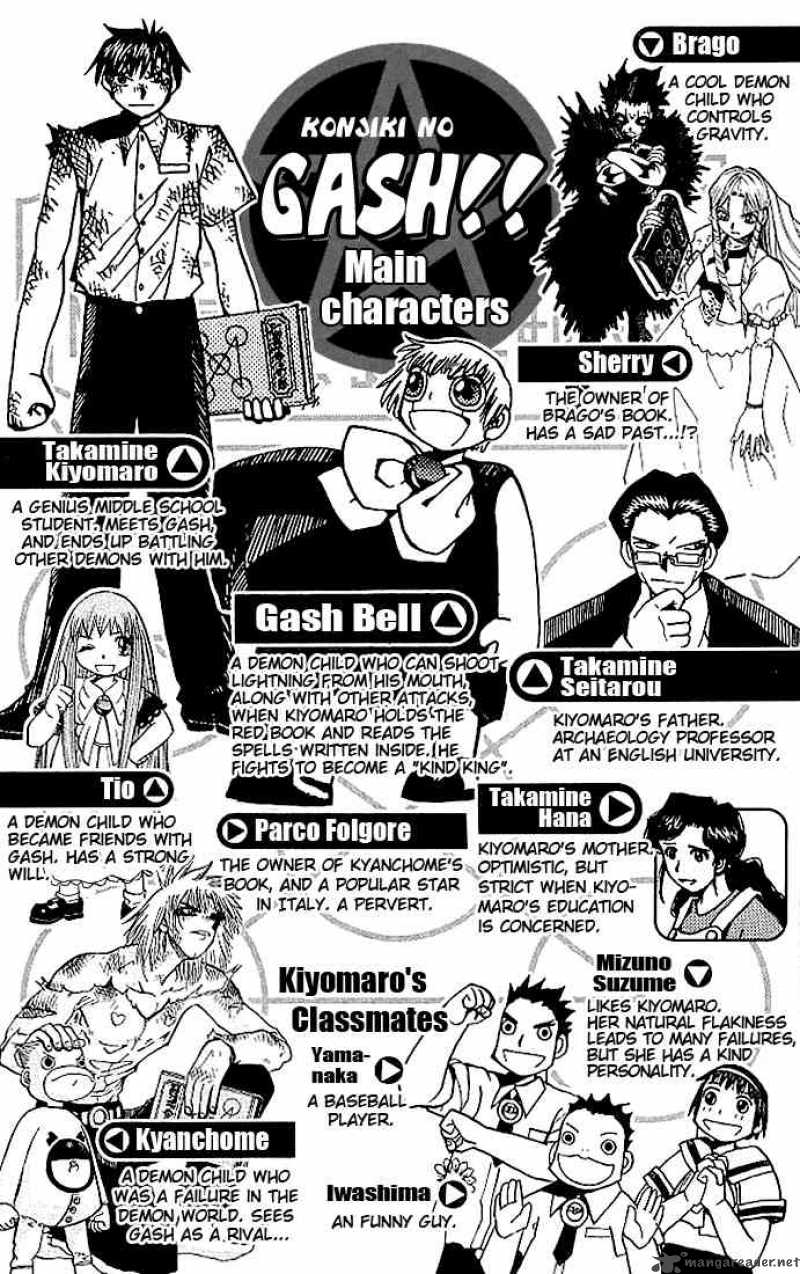 KONJIKI NO
GASH!!
Main
characters
Brago
A COOL DEMON
CHILD WHO
CONTROLS
GRAVITY.
Sherry
THE OWNER OF
BRAGO'S BOOK.
HAS A SAD PAST...!?
Takamine
Kiyomaro
A GENIUS MIDDLE SCHOOL
STUDENT. MEETS GASH,
AND ENDS UP BATTLING
OTHER DEMONS WITH HIM.
Gash Bell
A DEMON CHILD WHO CAN SHOOT
LIGHTNING FROM HIS MOUTH,
ALONG WITH OTHER ATTACKS,
WHEN KIYOMARO HOLDS THE
RED BOOK AND READS THE
SPELLS WRITTEN INSIDE. HE
FIGHTS TO BECOME A "KIND KING".
Takamine
Seitarou
KIYOMARO'S FATHER.
ARCHAEOLOGY PROFESSOR
AT AN ENGLISH UNIVERSITY.
Tio
A DEMON CHILD WHO
BECAME FRIENDS WITH
GASH. HAS A STRONG
WILL.
Parco Folgore
THE OWNER OF KYANCHOME'S
BOOK, AND A POPULAR STAR
IN ITALY. A PERVERT.
Takamine
Hana
KIYOMARO'S MOTHER.
OPTIMISTIC, BUT
STRICT WHEN KIYO-
MARO'S EDUCATION
IS CONCERNED.
Kiyomaro's
Classmates
Mizuno
Suzume
LIKES KIYOMARO.
HER NATURAL FLAKINESS
LEADS TO MANY FAILURES,
BUT SHE HAS A KIND
PERSONALITY.
Yama-
naka
A BASEBALL
PLAYER.
Kyanchome
A DEMON CHILD WHO
WAS A FAILURE IN THE
DEMON WORLD. SEES
GASH AS A RIVAL...
Iwashima
AN FUNNY GUY.
mangareader.net